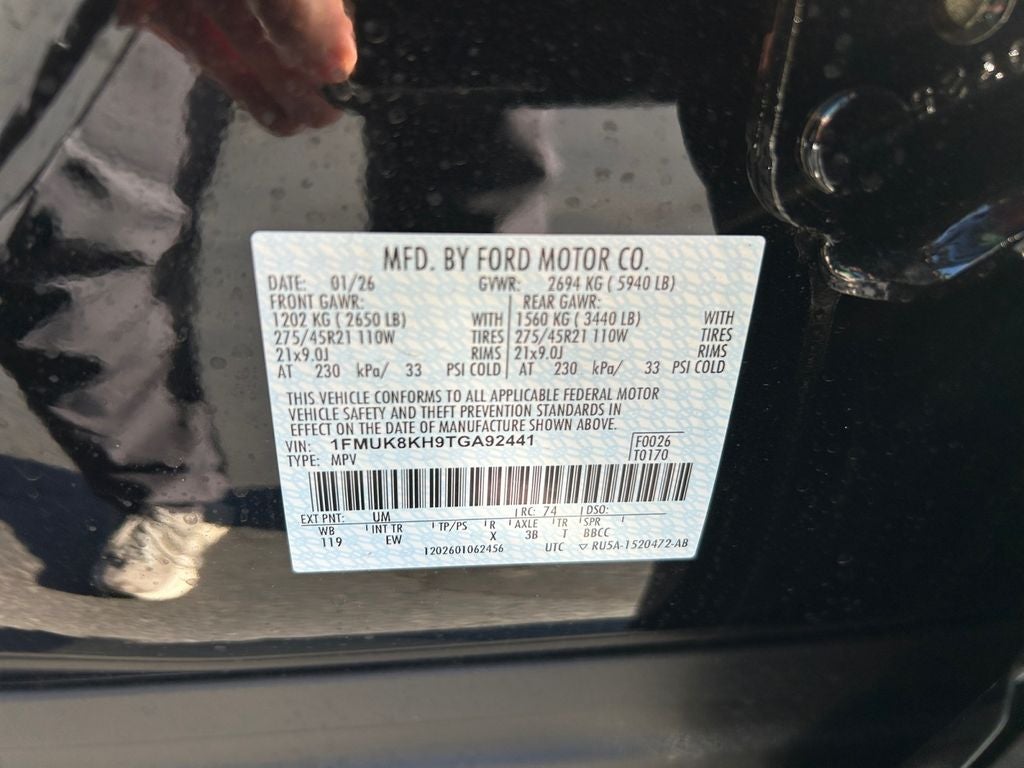 MFD. BY FORD MOTOR CO.
DATE: 01/26 GVWR: 2694 KG ( 5940 LB)
FRONT GAWR: REAR GAWR:
1202 KG ( 2650 LB) WITH 1560 KG ( 3440 LB) WITH
275/45R21 110W TIRES 275/45R21 110W TIRES
21x9.0J RIMS 21x9.0J RIMS
AT 230 kPa/ 33 PSI COLD AT 230 kPa/ 33 PSI COLD
THIS VEHICLE CONFORMS TO ALL APPLICABLE FEDERAL MOTOR
VEHICLE SAFETY AND THEFT PREVENTION STANDARDS IN
EFFECT ON THE DATE OF MANUFACTURE SHOWN ABOVE.
VIN: 1FMUK8KH9TGA92441 F0026
TYPE: MPV T0170
EXT PNT: UM RC: 74 DSO:
WB INT TR TP/PS R AXLE TR SPR
119 EW X 3B T BBCC
1202601062456 UTC ▽ RU5A-1520472-AB